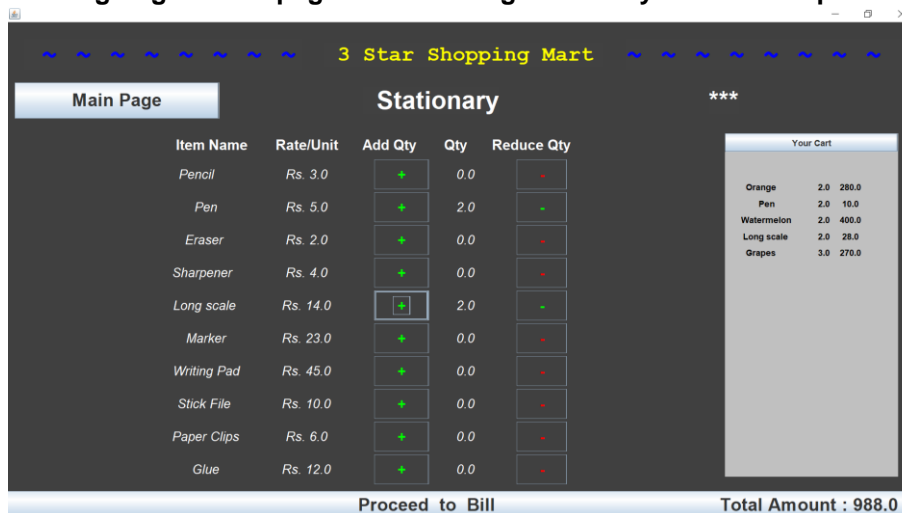 ~ ~ ~ ~ ~ ~ ~ ~ 3 Star Shopping Mart ~ ~ ~ ~ ~ ~ ~ ~
Main Page Stationary ***
Item Name Rate/Unit Add Qty Qty Reduce Qty
Pencil Rs. 3.0 + 0.0 -
Pen Rs. 5.0 + 2.0 -
Eraser Rs. 2.0 + 0.0 -
Sharpener Rs. 4.0 + 0.0 -
Long scale Rs. 14.0 + 2.0 -
Marker Rs. 23.0 + 0.0 -
Writing Pad Rs. 45.0 + 0.0 -
Stick File Rs. 10.0 + 0.0 -
Paper Clips Rs. 6.0 + 0.0 -
Glue Rs. 12.0 + 0.0 -
Your Cart
Orange 2.0 280.0
Pen 2.0 10.0
Watermelon 2.0 400.0
Long scale 2.0 28.0
Grapes 3.0 270.0
Proceed to Bill Total Amount : 988.0